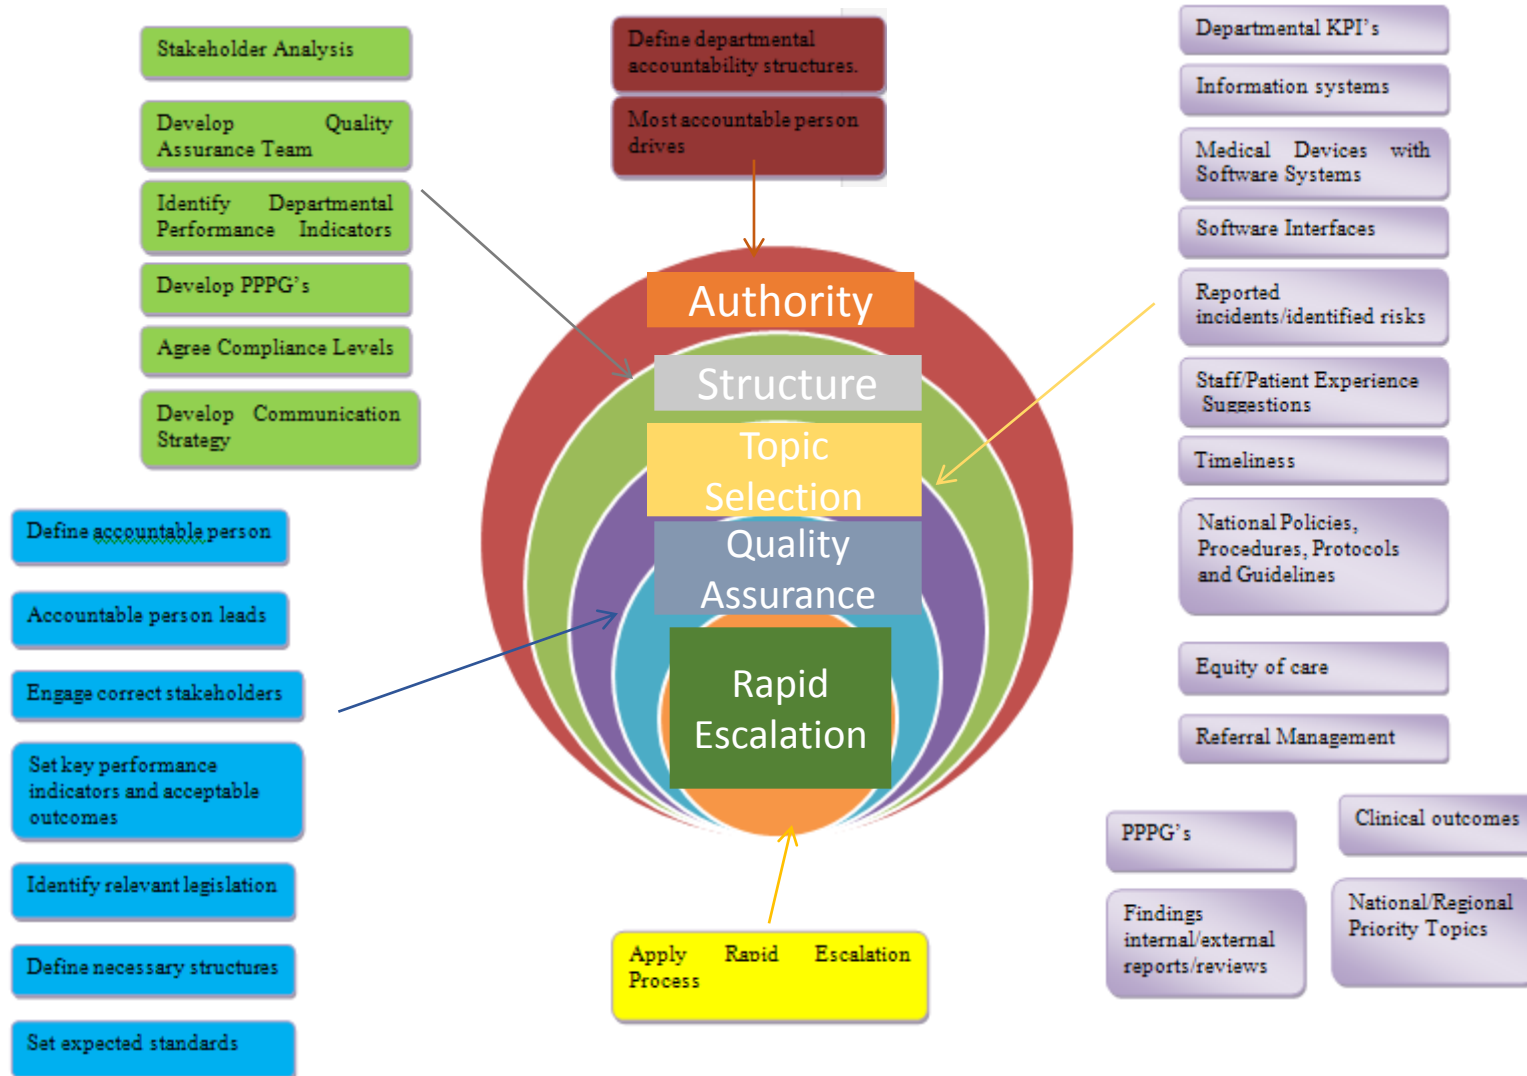 Stakeholder Analysis
Develop Quality
Assurance Team
Identify Departmental
Performance Indicators
Develop PPPG's
Agree Compliance Levels
Develop Communication
Strategy
Define departmental
accountability structures.
Most accountable person
drives
Departmental KPI's
Information systems
Medical Devices with
Software Systems
Software Interfaces
Reported
incidents/identified risks
Staff/Patient Experience
Suggestions
Timeliness
National Policies,
Procedures, Protocols
and Guidelines
Equity of care
Referral Management
PPPG's
Clinical outcomes
Findings
internal/external
reports/reviews
National/Regional
Priority Topics
Authority
Structure
Topic
Selection
Quality
Assurance
Rapid
Escalation
Define accountable person
Accountable person leads
Engage correct stakeholders
Set key performance
indicators and acceptable
outcomes
Identify relevant legislation
Define necessary structures
Set expected standards
Apply Rapid Escalation
Process